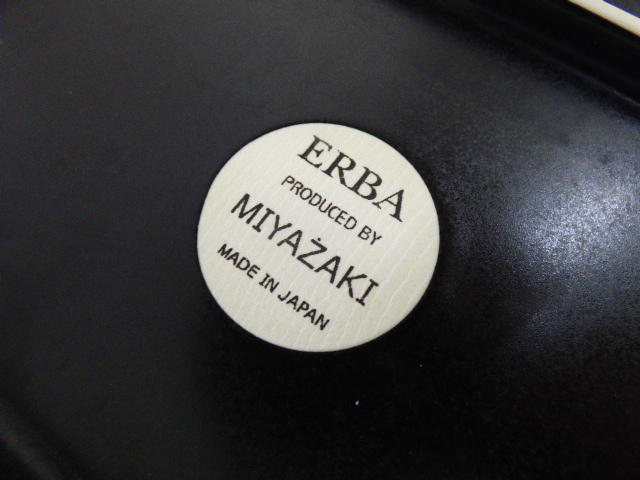 ERBA
PRODUCED BY
MIYAŻAKI
MADE IN JAPAN